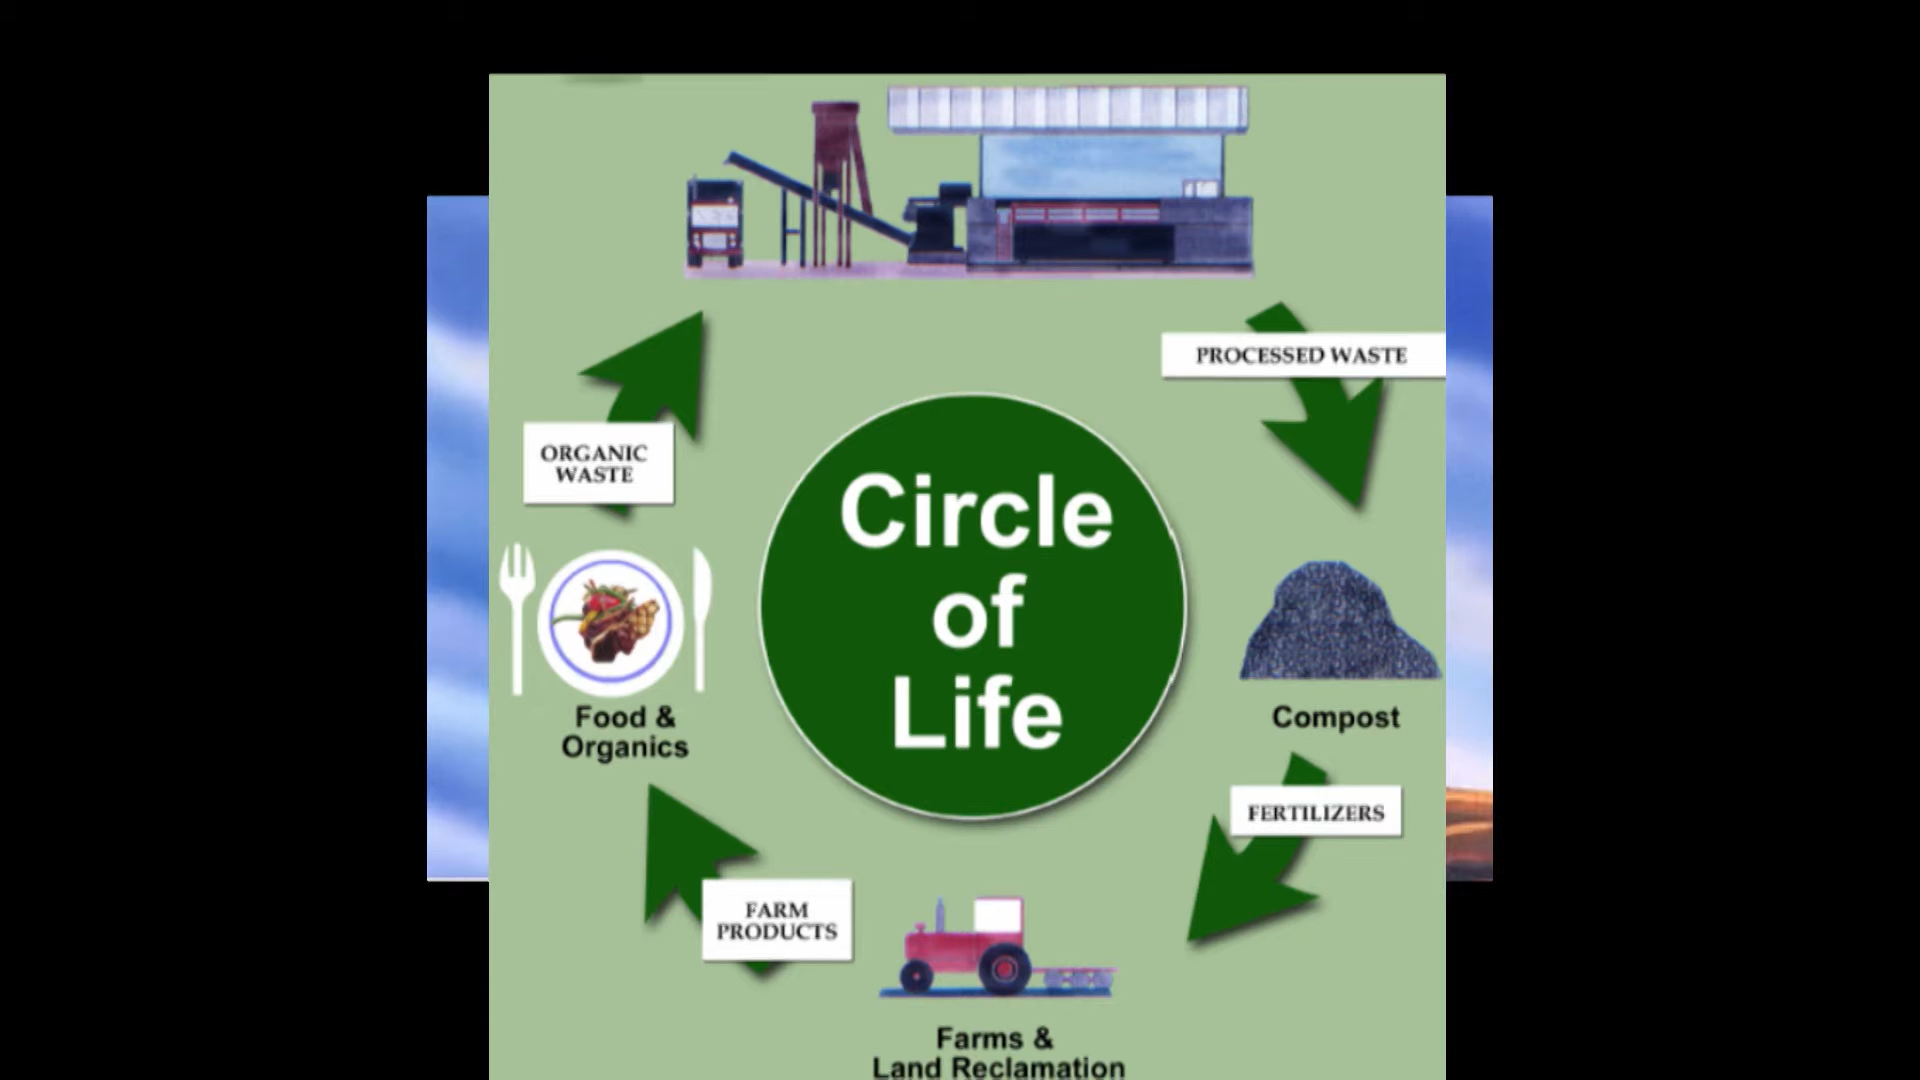 PROCESSED WASTE
ORGANIC
WASTE
Circle
of
Life
Food &
Organics
Compost
FERTILIZERS
FARM
PRODUCTS
Farms &
Land Reclamation